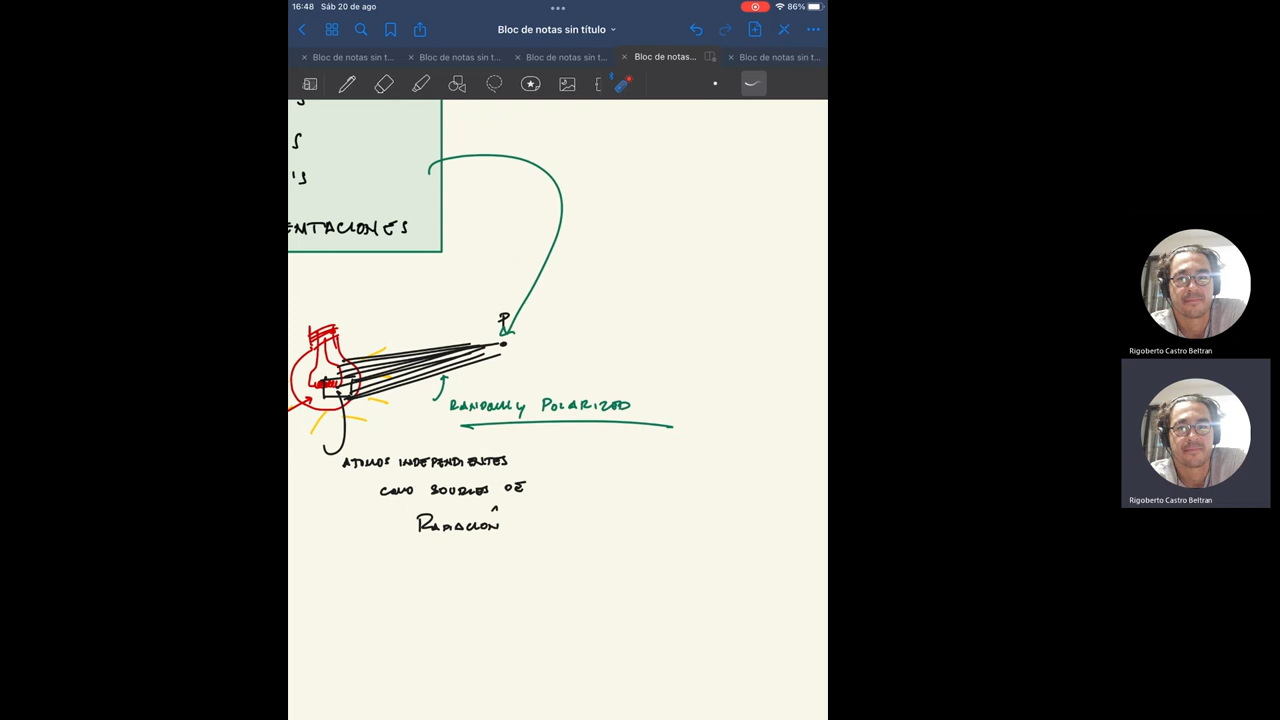 16:48 Sáb 20 de ago
86%
Bloc de notas sin título
Bloc de notas sin t...
Bloc de notas sin t...
Bloc de notas sin t...
Bloc de notas...
Bloc de notas sin t...
S
S
'S
ENTACIONES
P
RANDOMLY POLARIZED
ATOMOS INDEPENDIENTES
COMO SOURCES DE
RADIACION
Rigoberto Castro Beltran
Rigoberto Castro Beltran